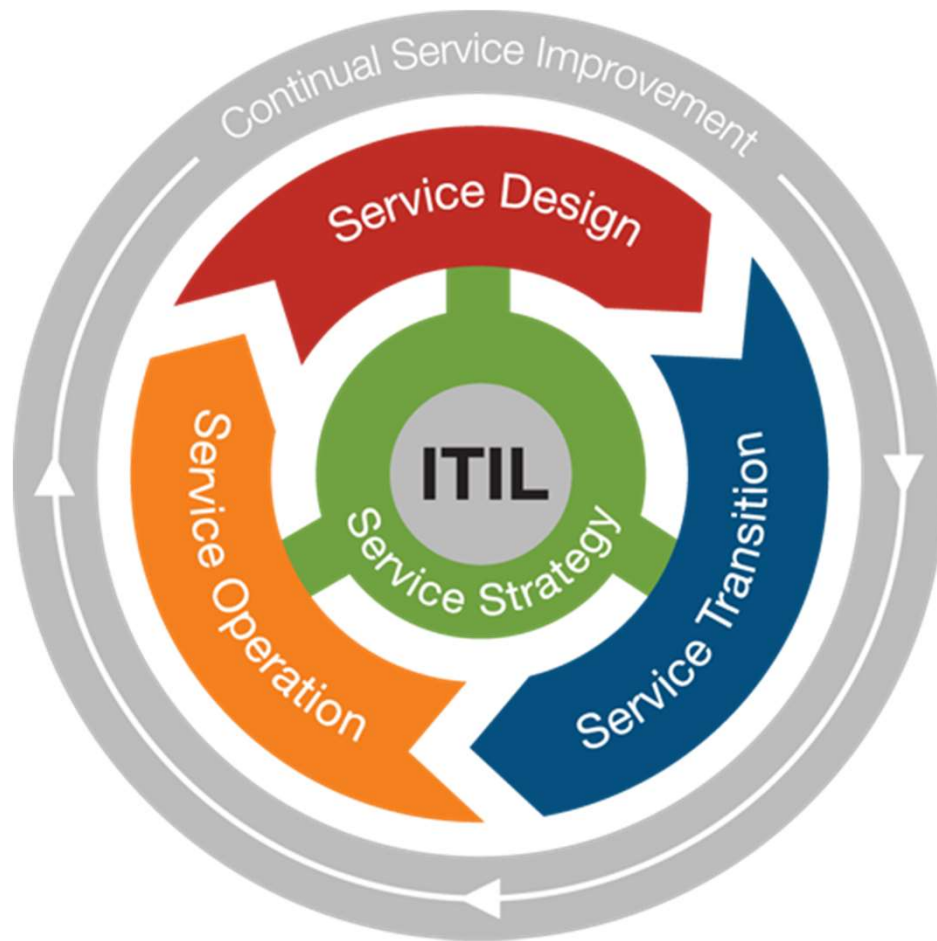 Continual Service Improvement
Service Design
Service Transition
Service Operation
Service Strategy
ITIL